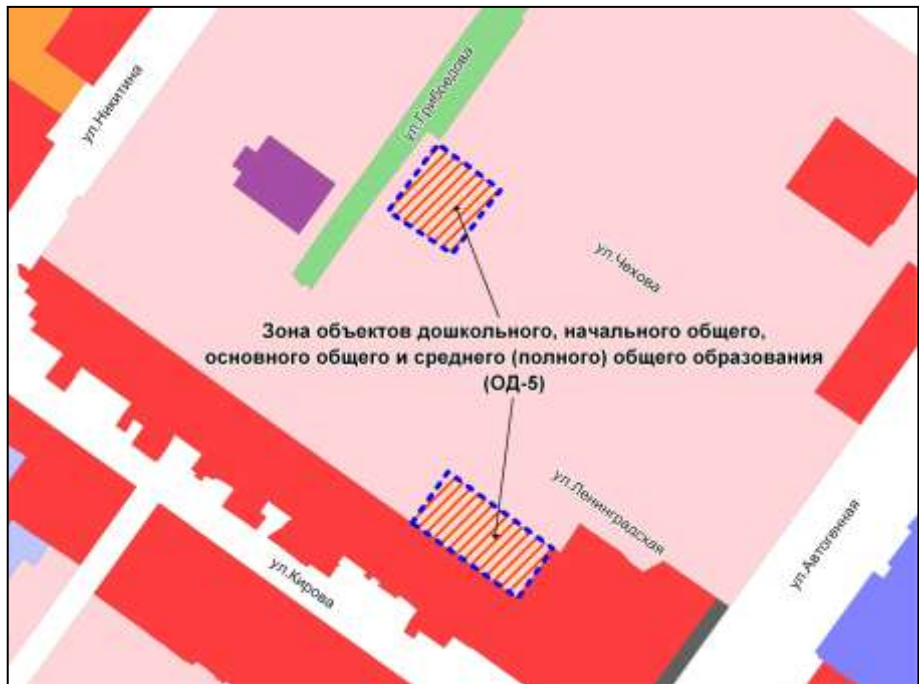 ул.Никитина
ул.Грибоедова
ул.Чехова
Зона объектов дошкольного, начального общего,
основного общего и среднего (полного) общего образования
(ОД-5)
ул.Ленинградская
ул.Автогенная
ул.Кирова